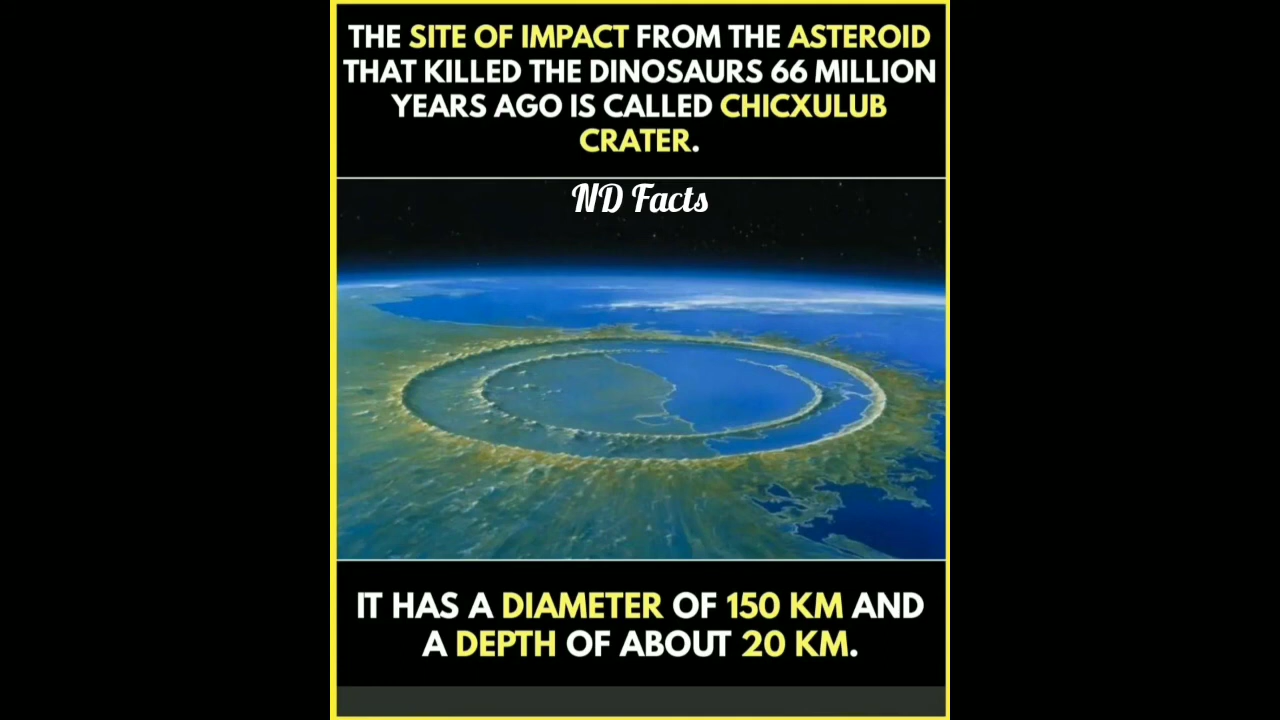 THE SITE OF IMPACT FROM THE ASTEROID
THAT KILLED THE DINOSAURS 66 MILLION
YEARS AGO IS CALLED CHICXULUB
CRATER.
ND Facts
IT HAS A DIAMETER OF 150 KM AND
A DEPTH OF ABOUT 20 KM.